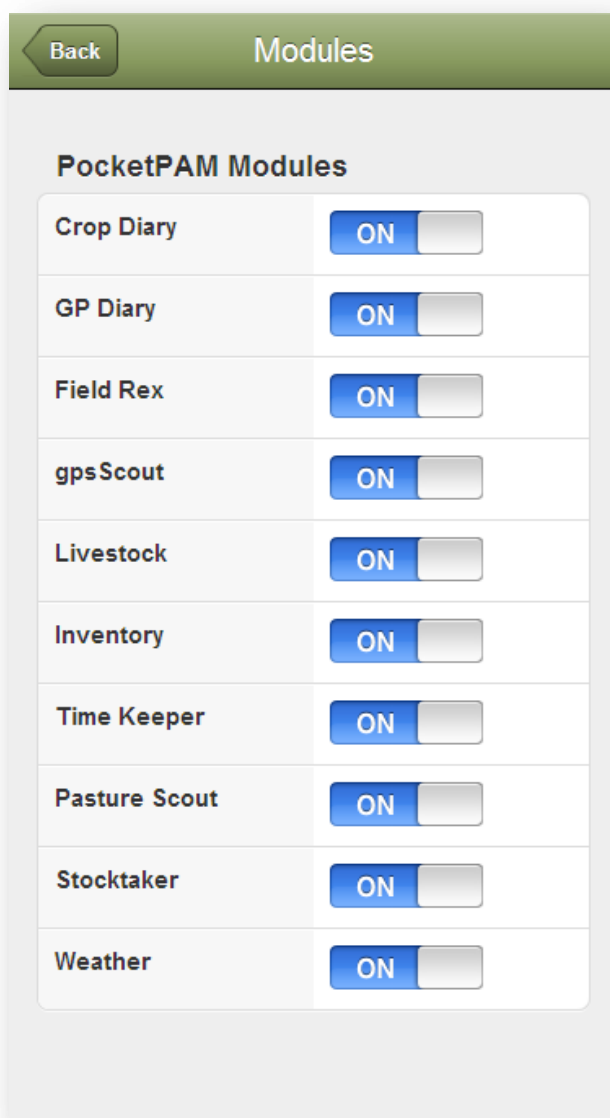 Back
Modules
PocketPAM Modules
Crop Diary ON
GP Diary ON
Field Rex ON
gpsScout ON
Livestock ON
Inventory ON
Time Keeper ON
Pasture Scout ON
Stocktaker ON
Weather ON